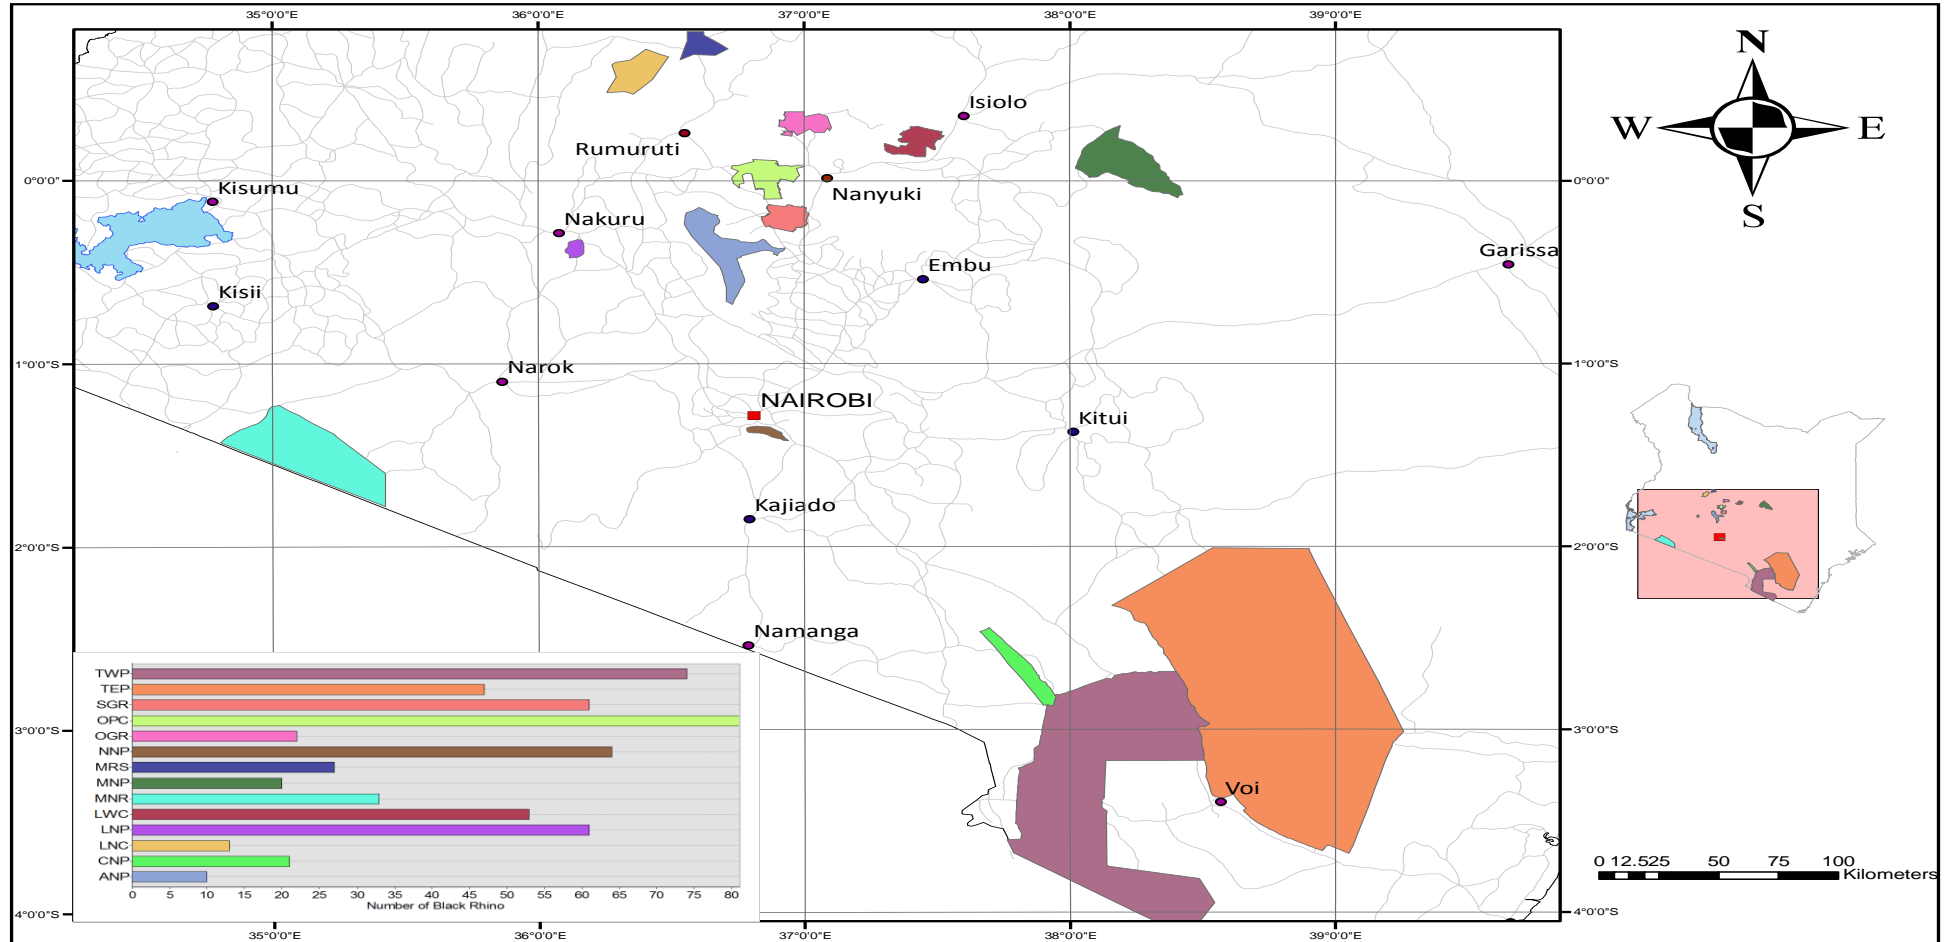 35°0'0"E 36°0'0"E 37°0'0"E 38°0'0"E 39°0'0"E
N
W E
S
Isiolo
Rumuruti
0°0'0" 0°0'0"
Kisumu
Nanyuki
Nakuru
Garissa
Embu
Kisii
1°0'0"S 1°0'0"S
Narok
NAIROBI
Kitui
Kajiado
2°0'0"S 2°0'0"S
Namanga
TWP
TEP
SGR
OPC
OGR
NNP
MRS
MNP
MNR
LWC
LNP
LNC
CNP
ANP
0 5 10 15 20 25 30 35 40 45 50 55 60 65 70 75 80
Number of Black Rhino
3°0'0"S 3°0'0"S
Voi
0 12.525 50 75 100
Kilometers
4°0'0"S 4°0'0"S
35°0'0"E 36°0'0"E 37°0'0"E 38°0'0"E 39°0'0"E